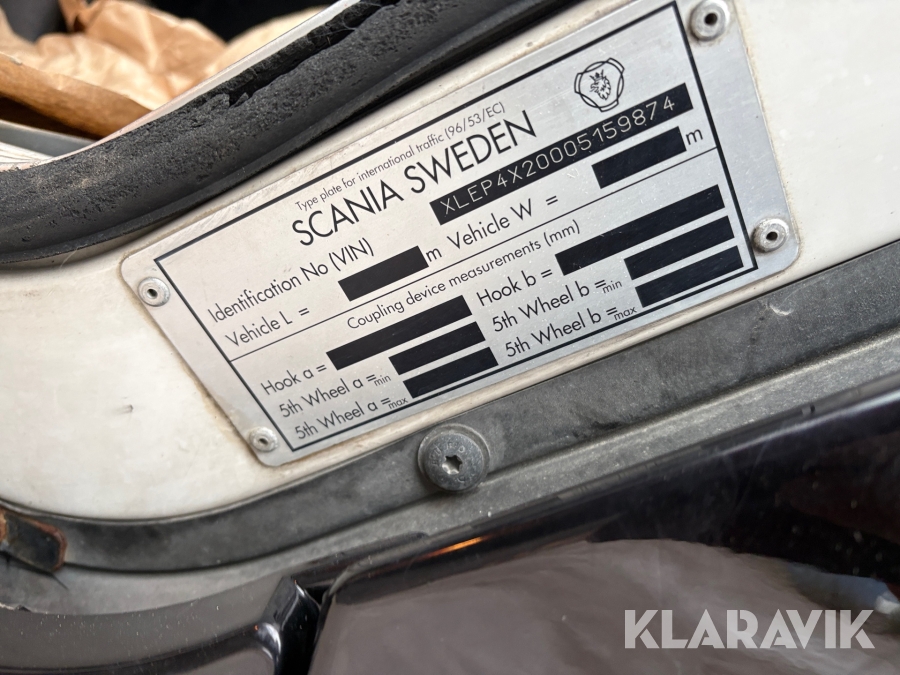 Type plate for international traffic (96/53/EC)
SCANIA SWEDEN
Identification No (VIN) XLEP4X20005159874
Vehicle L = m Vehicle W = m
Coupling device measurements (mm)
Hook a = Hook b =
5th Wheel a min = 5th Wheel b min =
5th Wheel a max = 5th Wheel b max =
KLARAVIK